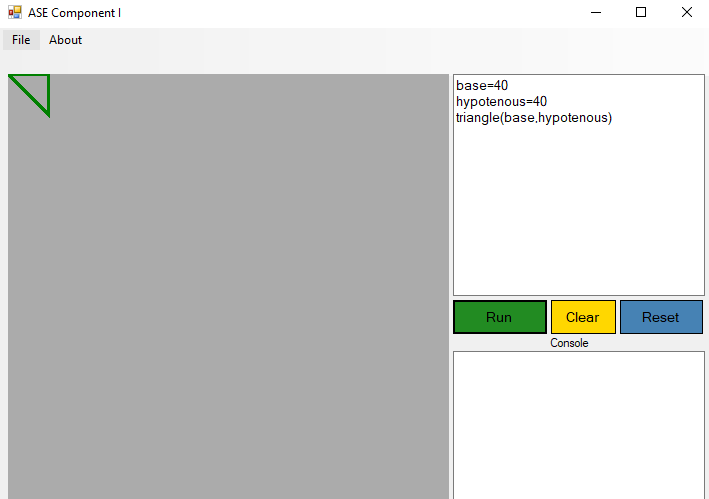 ASE Component I
File About
base=40
hypotenous=40
triangle(base,hypotenous)
Run Clear Reset
Console